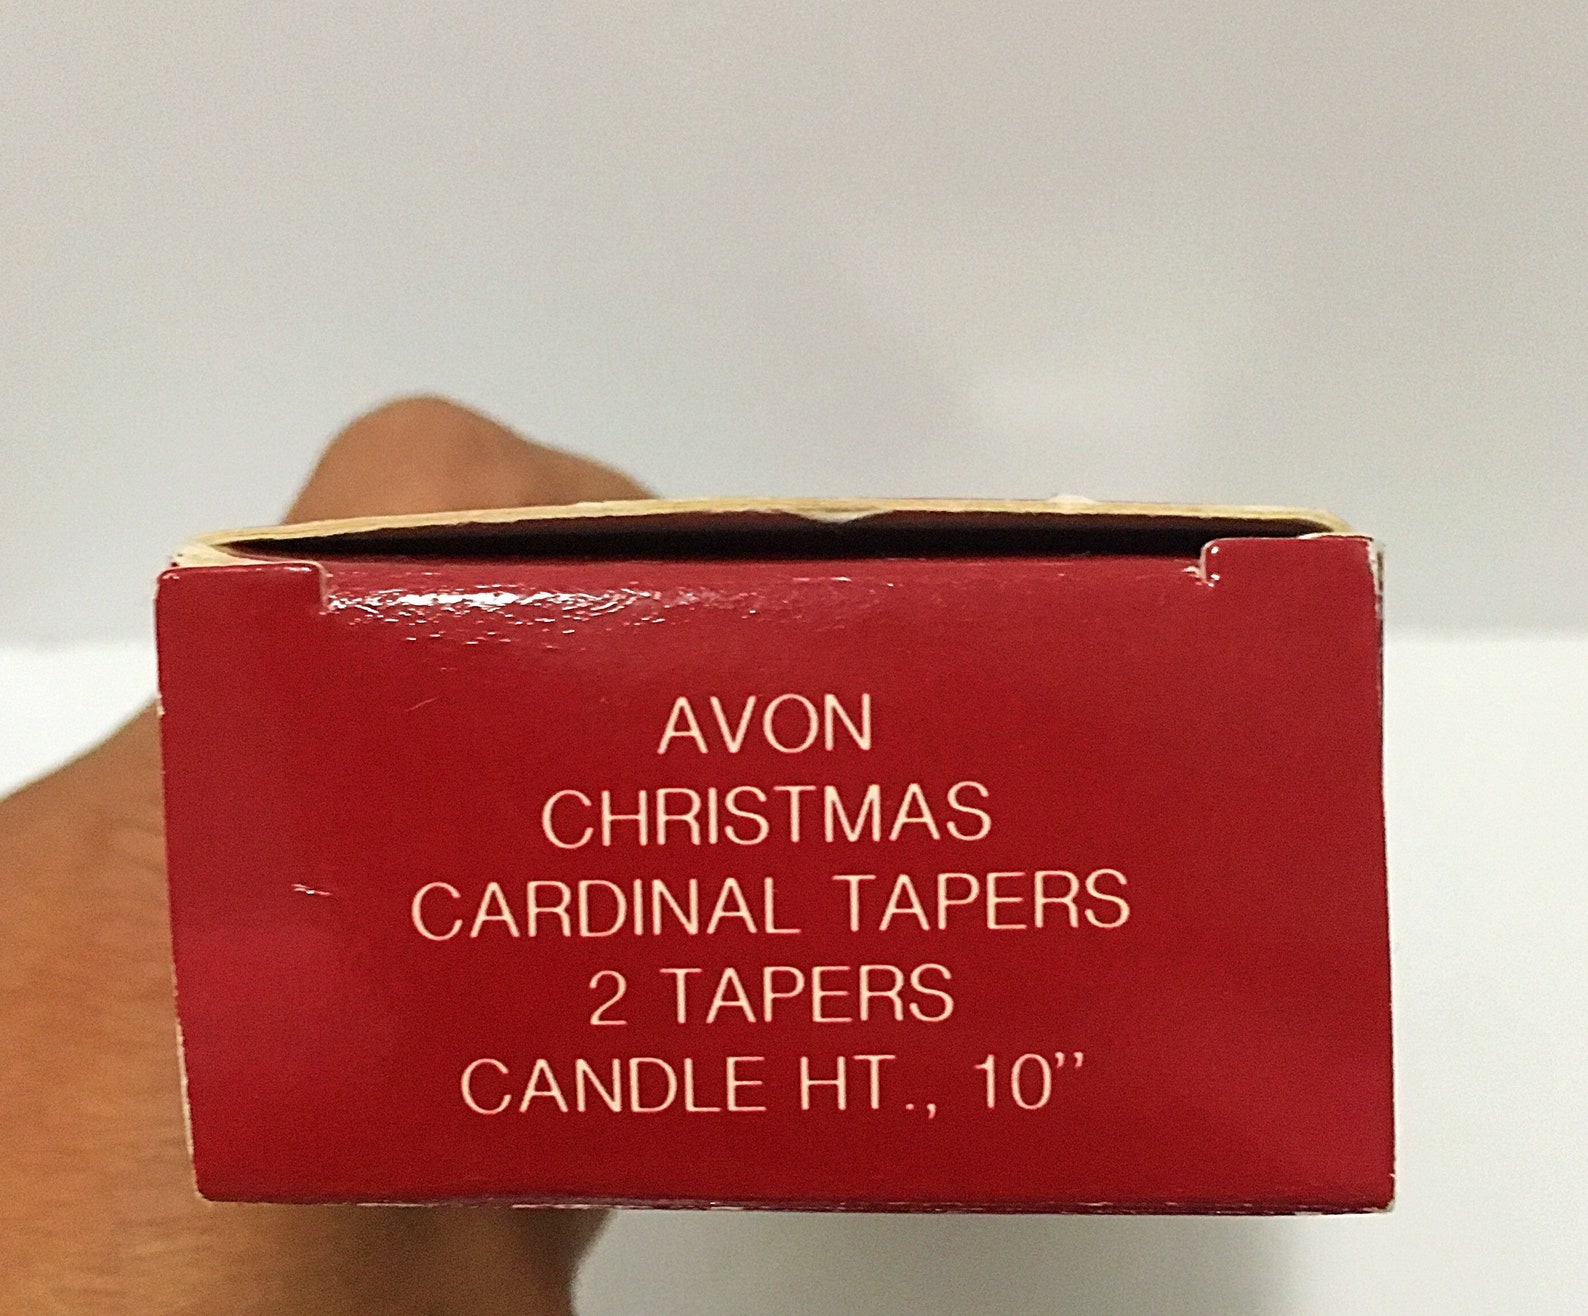 AVON
CHRISTMAS
CARDINAL TAPERS
2 TAPERS
CANDLE HT., 10”